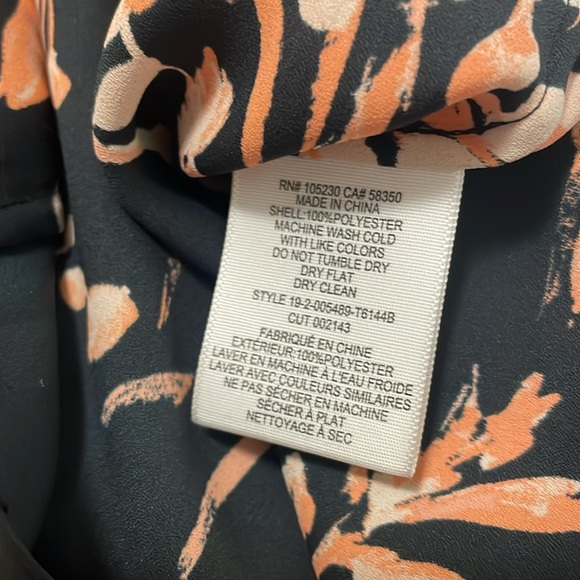 RN# 105230 CA# 58350
MADE IN CHINA
SHELL:100%POLYESTER
MACHINE WASH COLD
WITH LIKE COLORS
DO NOT TUMBLE DRY
DRY FLAT
DRY CLEAN
STYLE 19-2-005489-T6144B
CUT 002143
FABRIQUÉ EN CHINE
EXTÉRIEUR:100%POLYESTER
LAVER EN MACHINE À L'EAU FROIDE
LAVER AVEC COULEURS SIMILAIRES
NE PAS SÉCHER EN MACHINE
SÉCHER À PLAT
NETTOYAGE À SEC